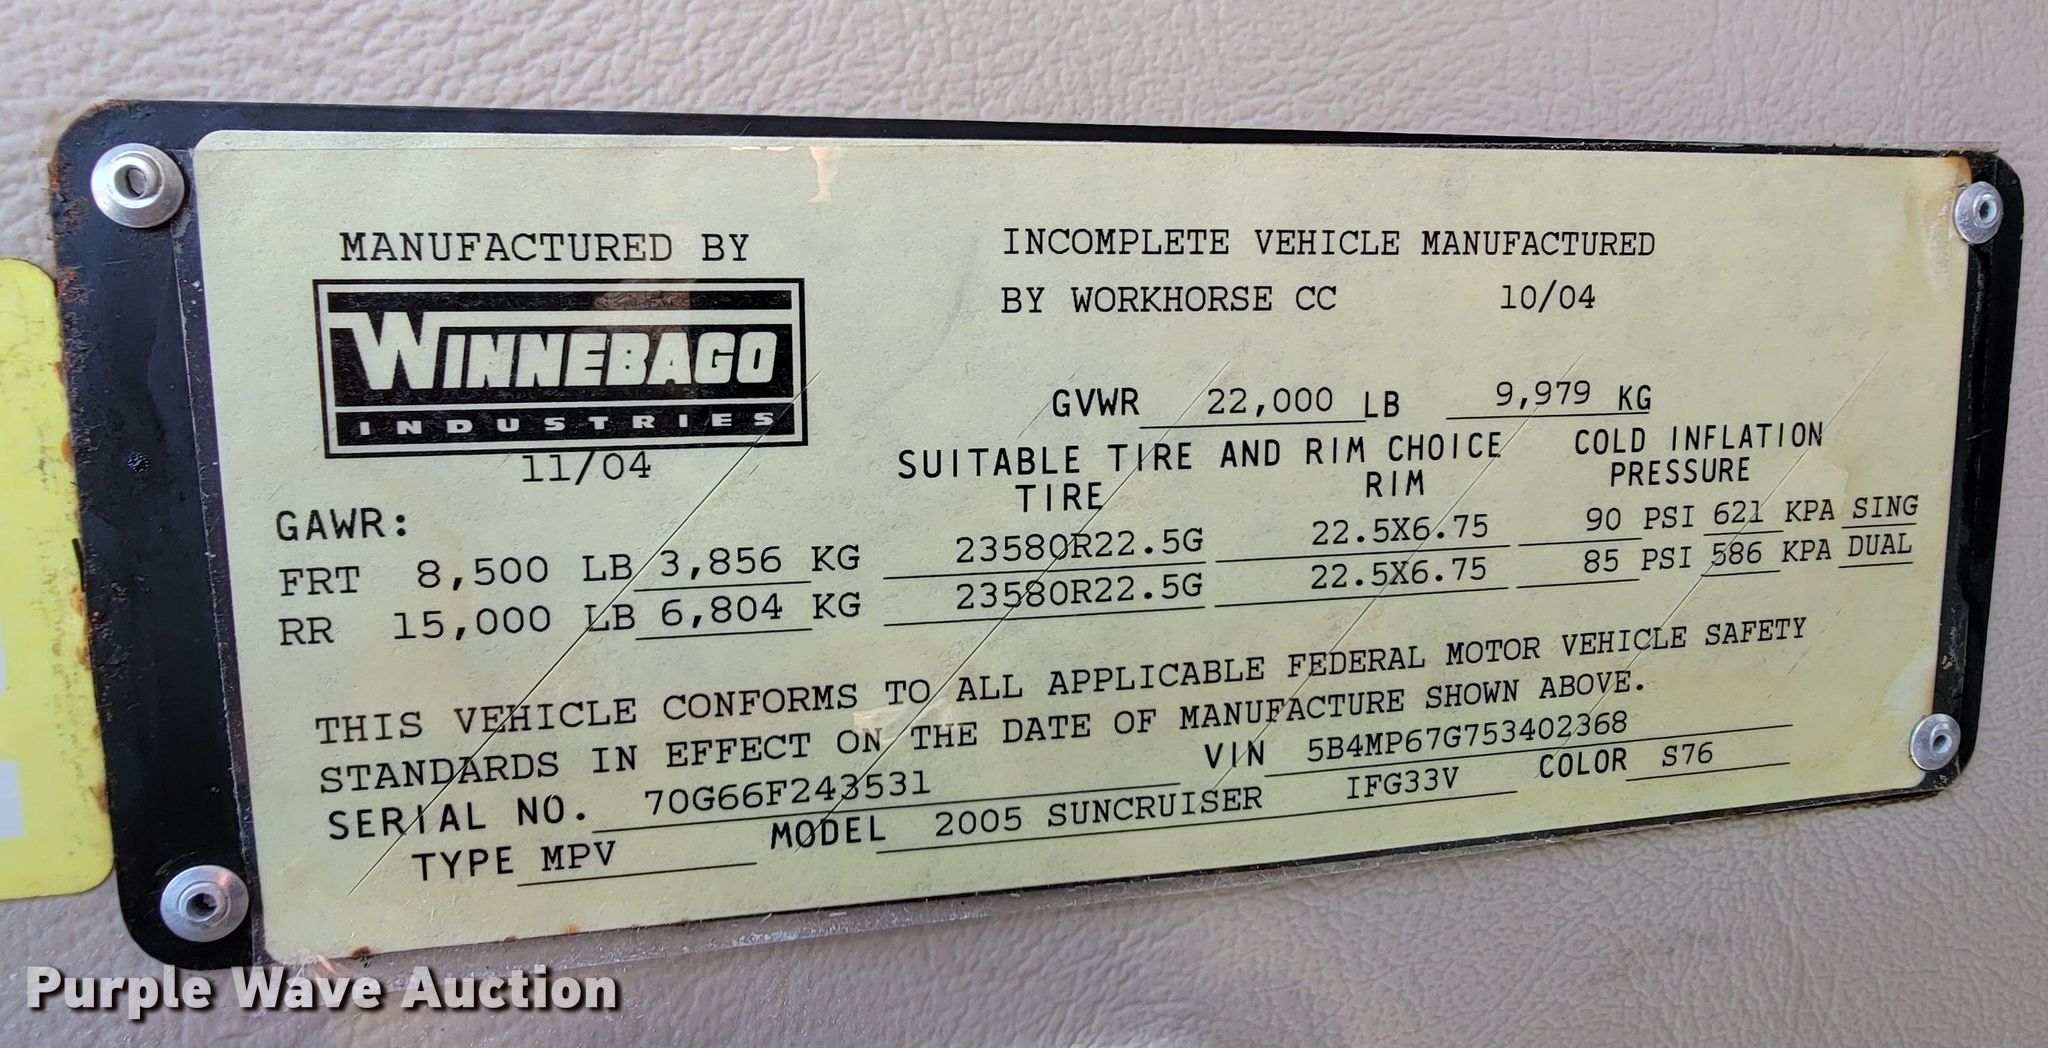 MANUFACTURED BY
WINNEBAGO
INDUSTRIES
11/04
INCOMPLETE VEHICLE MANUFACTURED
BY WORKHORSE CC 10/04
GVWR 22,000 LB 9,979 KG
SUITABLE TIRE AND RIM CHOICE COLD INFLATION
TIRE RIM PRESSURE
GAWR:
FRT 8,500 LB 3,856 KG 23580R22.5G 22.5X6.75 90 PSI 621 KPA SING
RR 15,000 LB 6,804 KG 23580R22.5G 22.5X6.75 85 PSI 586 KPA DUAL
THIS VEHICLE CONFORMS TO ALL APPLICABLE FEDERAL MOTOR VEHICLE SAFETY
STANDARDS IN EFFECT ON THE DATE OF MANUFACTURE SHOWN ABOVE.
SERIAL NO. 70G66F243531 VIN 5B4MP67G753402368
TYPE MPV MODEL 2005 SUNCRUISER IFG33V COLOR S76
Purple Wave Auction